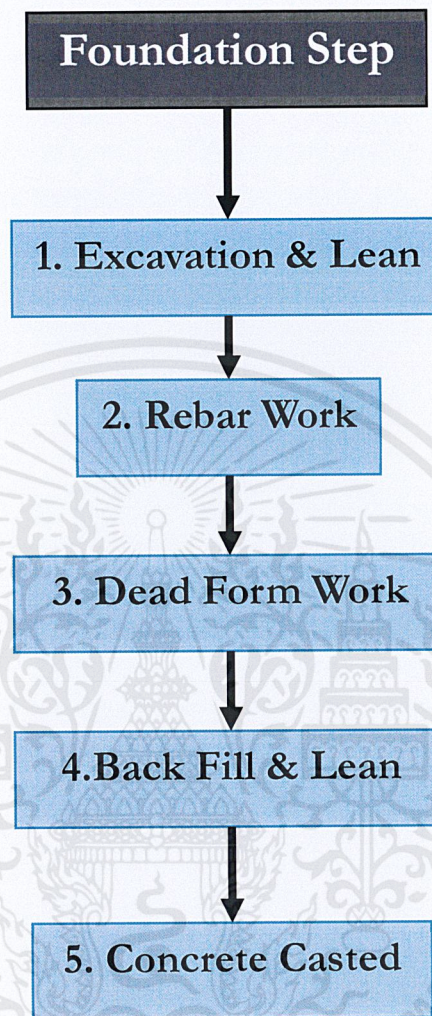 Foundation Step
1. Excavation & Lean
2. Rebar Work
3. Dead Form Work
4.Back Fill & Lean
5. Concrete Casted